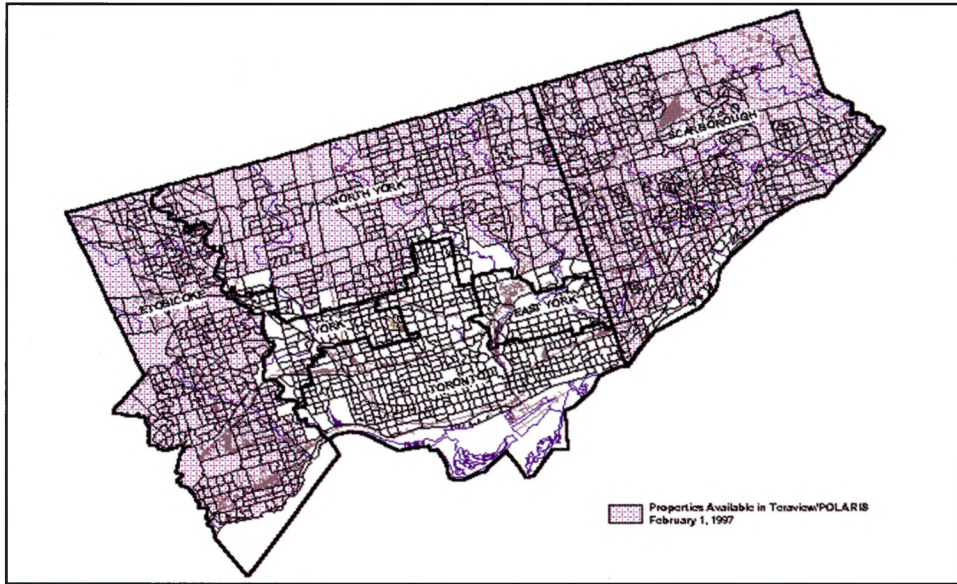 SCARBOROUGH
NORTH YORK
ETOBICOKE
YORK
EAST YORK
TORONTO
Properties Available in Teraview/POLARIS
February 1, 1997